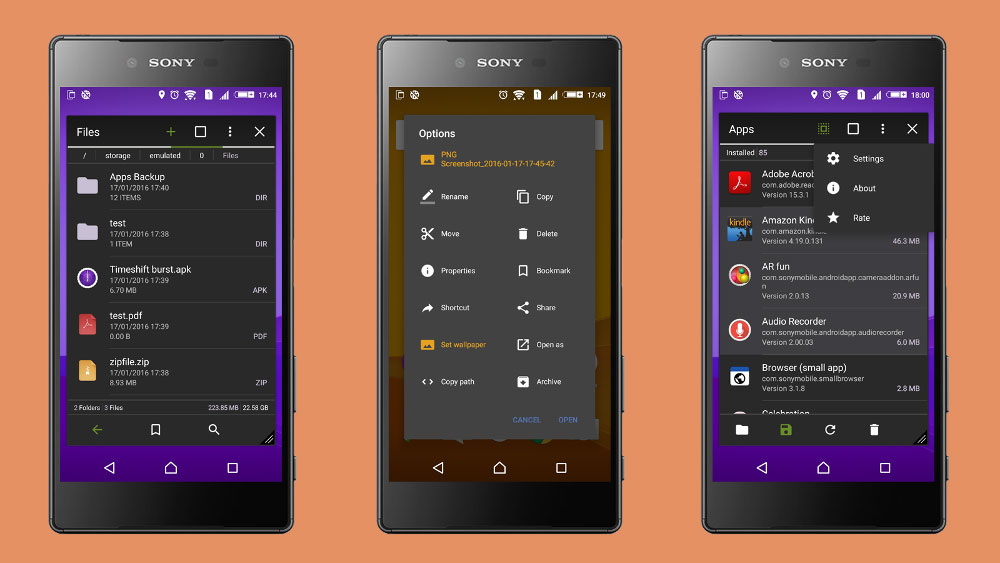 SONY
17:44
Files
/ storage emulated 0 Files
Apps Backup
17/01/2016 17:40
12 ITEMS DIR
test
17/01/2016 16:38
1 ITEM DIR
Timeshift burst.apk
17/01/2016 17:39
6.70 MB APK
test.pdf
17/01/2016 17:39
0.00 B PDF
zipfile.zip
17/01/2016 17:38
8.93 MB ZIP
2 Folders 3 Files 223.85 MB 22.58 GB
SONY
17:49
Options
PNG
Screenshot_2016-01-17-17-45-42
Rename Copy
Move Delete
Properties Bookmark
Shortcut Share
Set wallpaper Open as
Copy path Archive
CANCEL OPEN
SONY
18:00
Apps
Installed 85
Settings
About
Rate
Adobe Acrob
com.adobe.rea
Version 15.3.1
Amazon Kin
com.amazon.ki
Version 4.19.0.131 46.3 MB
AR fun
com.sonymobile.androidapp.cameraaddon.arfu
n
Version 2.0.13 20.9 MB
Audio Recorder
com.sonymobile.androidapp.audiorecorder
Version 2.00.03 6.0 MB
Browser (small app)
com.sonymobile.smallbrowser
Version 3.1.8 2.8 MB
Celebration